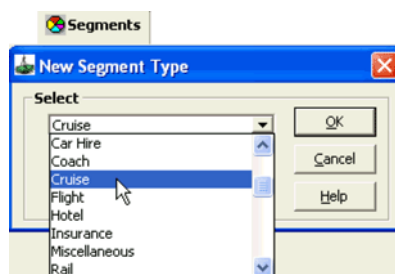 Segments
New Segment Type
Select
Cruise
OK
Car Hire
Coach
Cancel
Cruise
Flight
Help
Hotel
Insurance
Miscellaneous
Rail